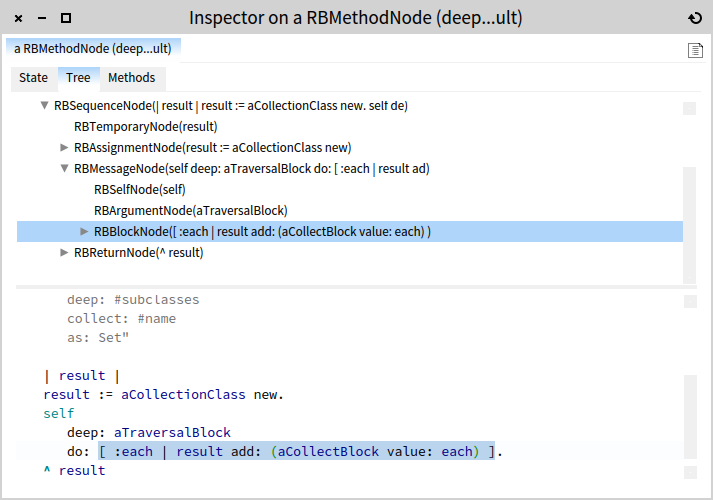 Inspector on a RBMethodNode (deep...ult)
a RBMethodNode (deep...ult)
State Tree Methods
RBSequenceNode(| result | result := aCollectionClass new. self de)
RBTemporaryNode(result)
RBAssignmentNode(result := aCollectionClass new)
RBMessageNode(self deep: aTraversalBlock do: [ :each | result ad)
RBSelfNode(self)
RBArgumentNode(aTraversalBlock)
RBBlockNode([ :each | result add: (aCollectBlock value: each) )
RBReturnNode(^ result)
deep: #subclasses
collect: #name
as: Set"
| result |
result := aCollectionClass new.
self
deep: aTraversalBlock
do: [ :each | result add: (aCollectBlock value: each) ].
^ result